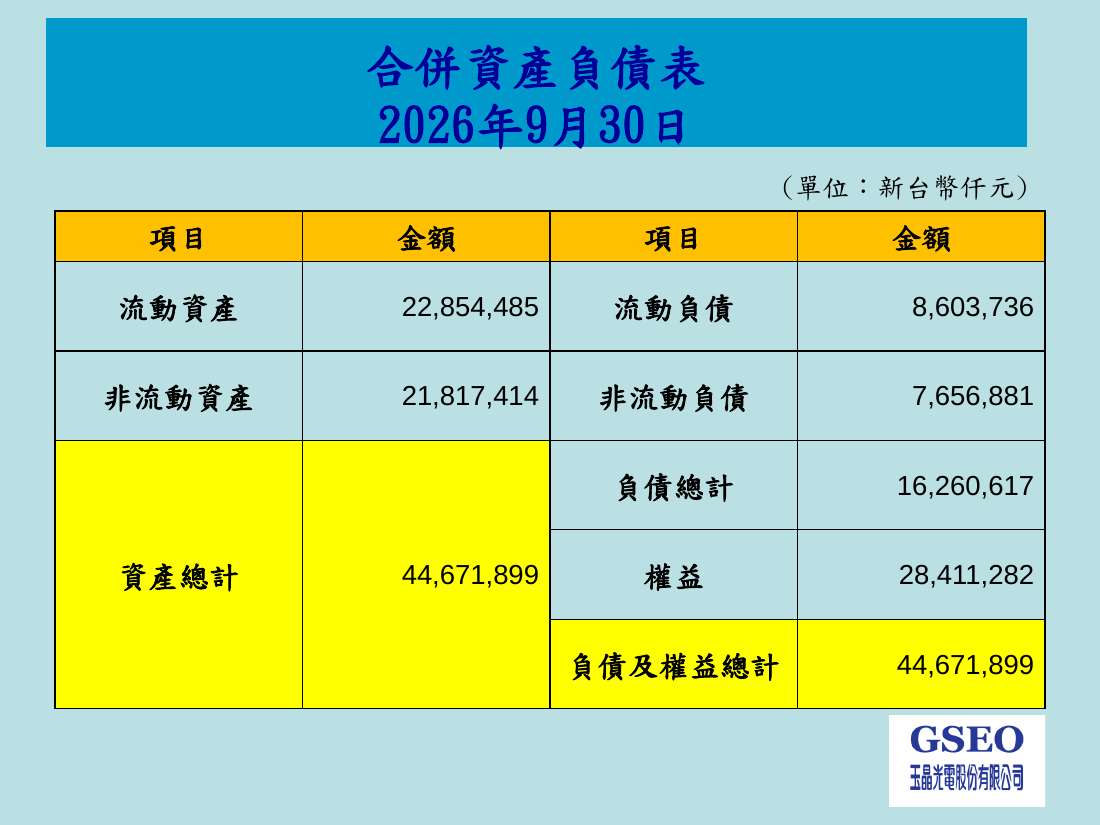 合併資產負債表
2026年9月30日
(單位：新台幣仟元)
項目 金額 項目 金額
流動資產 22,854,485 流動負債 8,603,736
非流動資產 21,817,414 非流動負債 7,656,881
負債總計 16,260,617
資產總計 44,671,899 權益 28,411,282
負債及權益總計 44,671,899
GSEO
玉晶光電股份有限公司